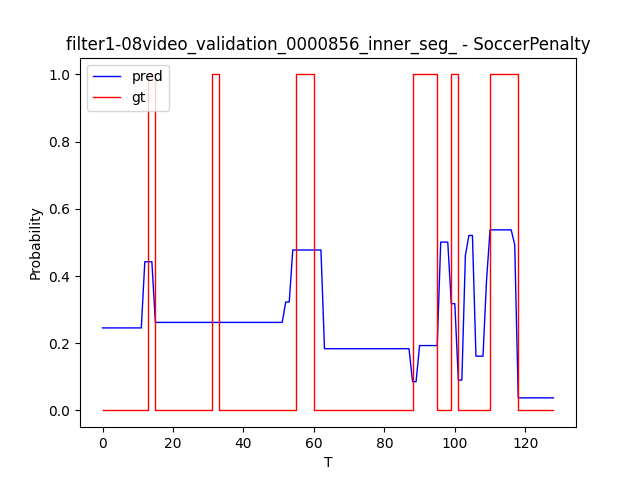 filter1-08video_validation_0000856_inner_seg_ - SoccerPenalty
pred
gt
1.0
0.8
0.6
0.4
0.2
0.0
Probability
0 20 40 60 80 100 120
T